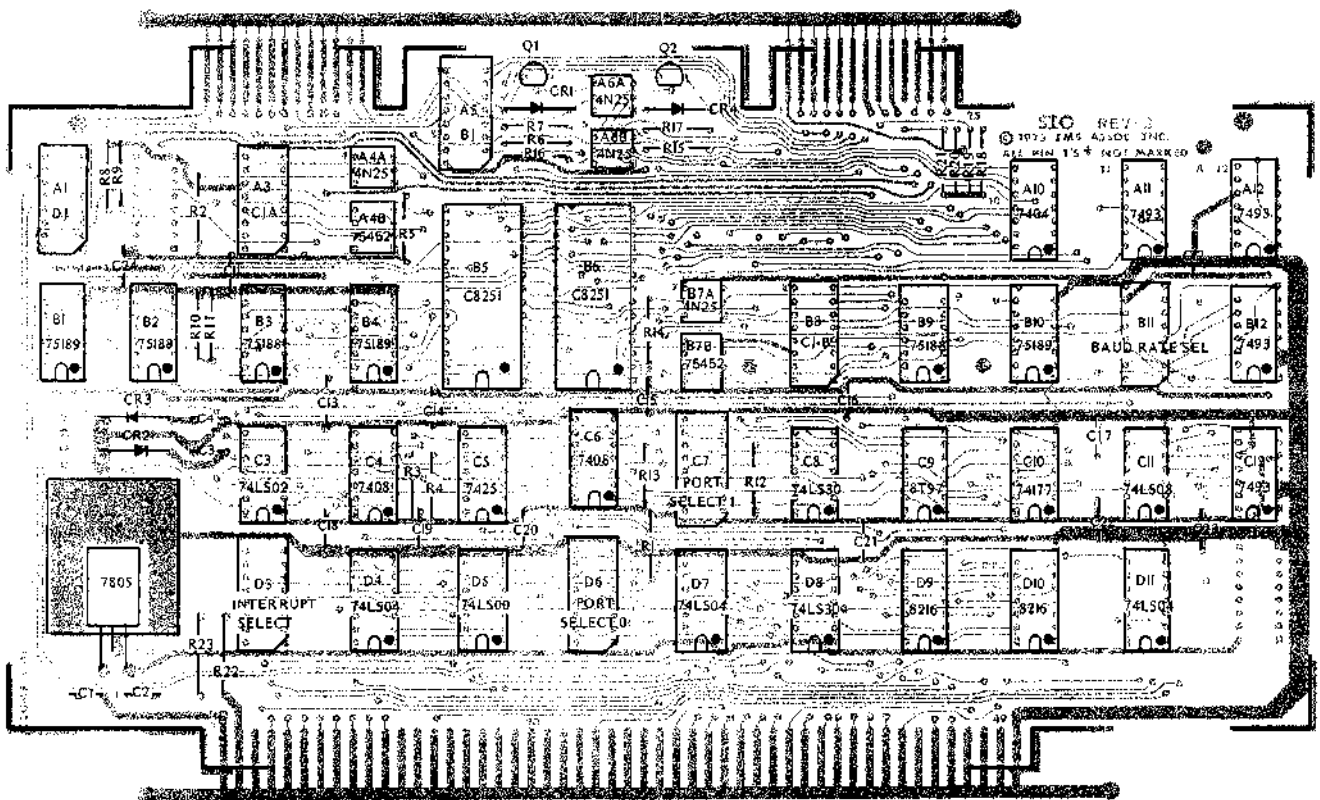 Q1
Q2
A5
B1
CR1
A6A
4N25
CR4
R7
R6
R16
A8B
4N25
R17
R15
SIO REV
© 1975 IMS ASSOC INC.
ALL PIN 1'S NOT MARKED
A1
D1
R8
R9
R2
A3
C1A
A4A
4N25
A4B
75452
R5
A10
7404
A11
7493
A12
7493
B1
75189
B2
75188
R10
R11
B3
75188
B4
75189
B5
C8251
B6
C8251
R14
B7A
4N25
B7B
75452
B8
C1-B
B9
75188
B10
75189
B11
BAUD RATE SEL
B12
7493
CR3
CR2
C13
C14
C15
C16
C17
C3
74LS02
C4
7408
R3
R4
C5
7425
C6
7408
R13
C7
PORT
SELECT 1
R12
C8
74LS30
C9
8T97
C10
74177
C11
74LS08
7493
C18
C19
C20
C21
7805
D3
INTERRUPT
SELECT
D4
D5
74LS00
D6
PORT
SELECT 0
D7
74LS04
D8
74LS30
D9
8216
D10
8216
D11
74LS04
R23
R22
C1
C2